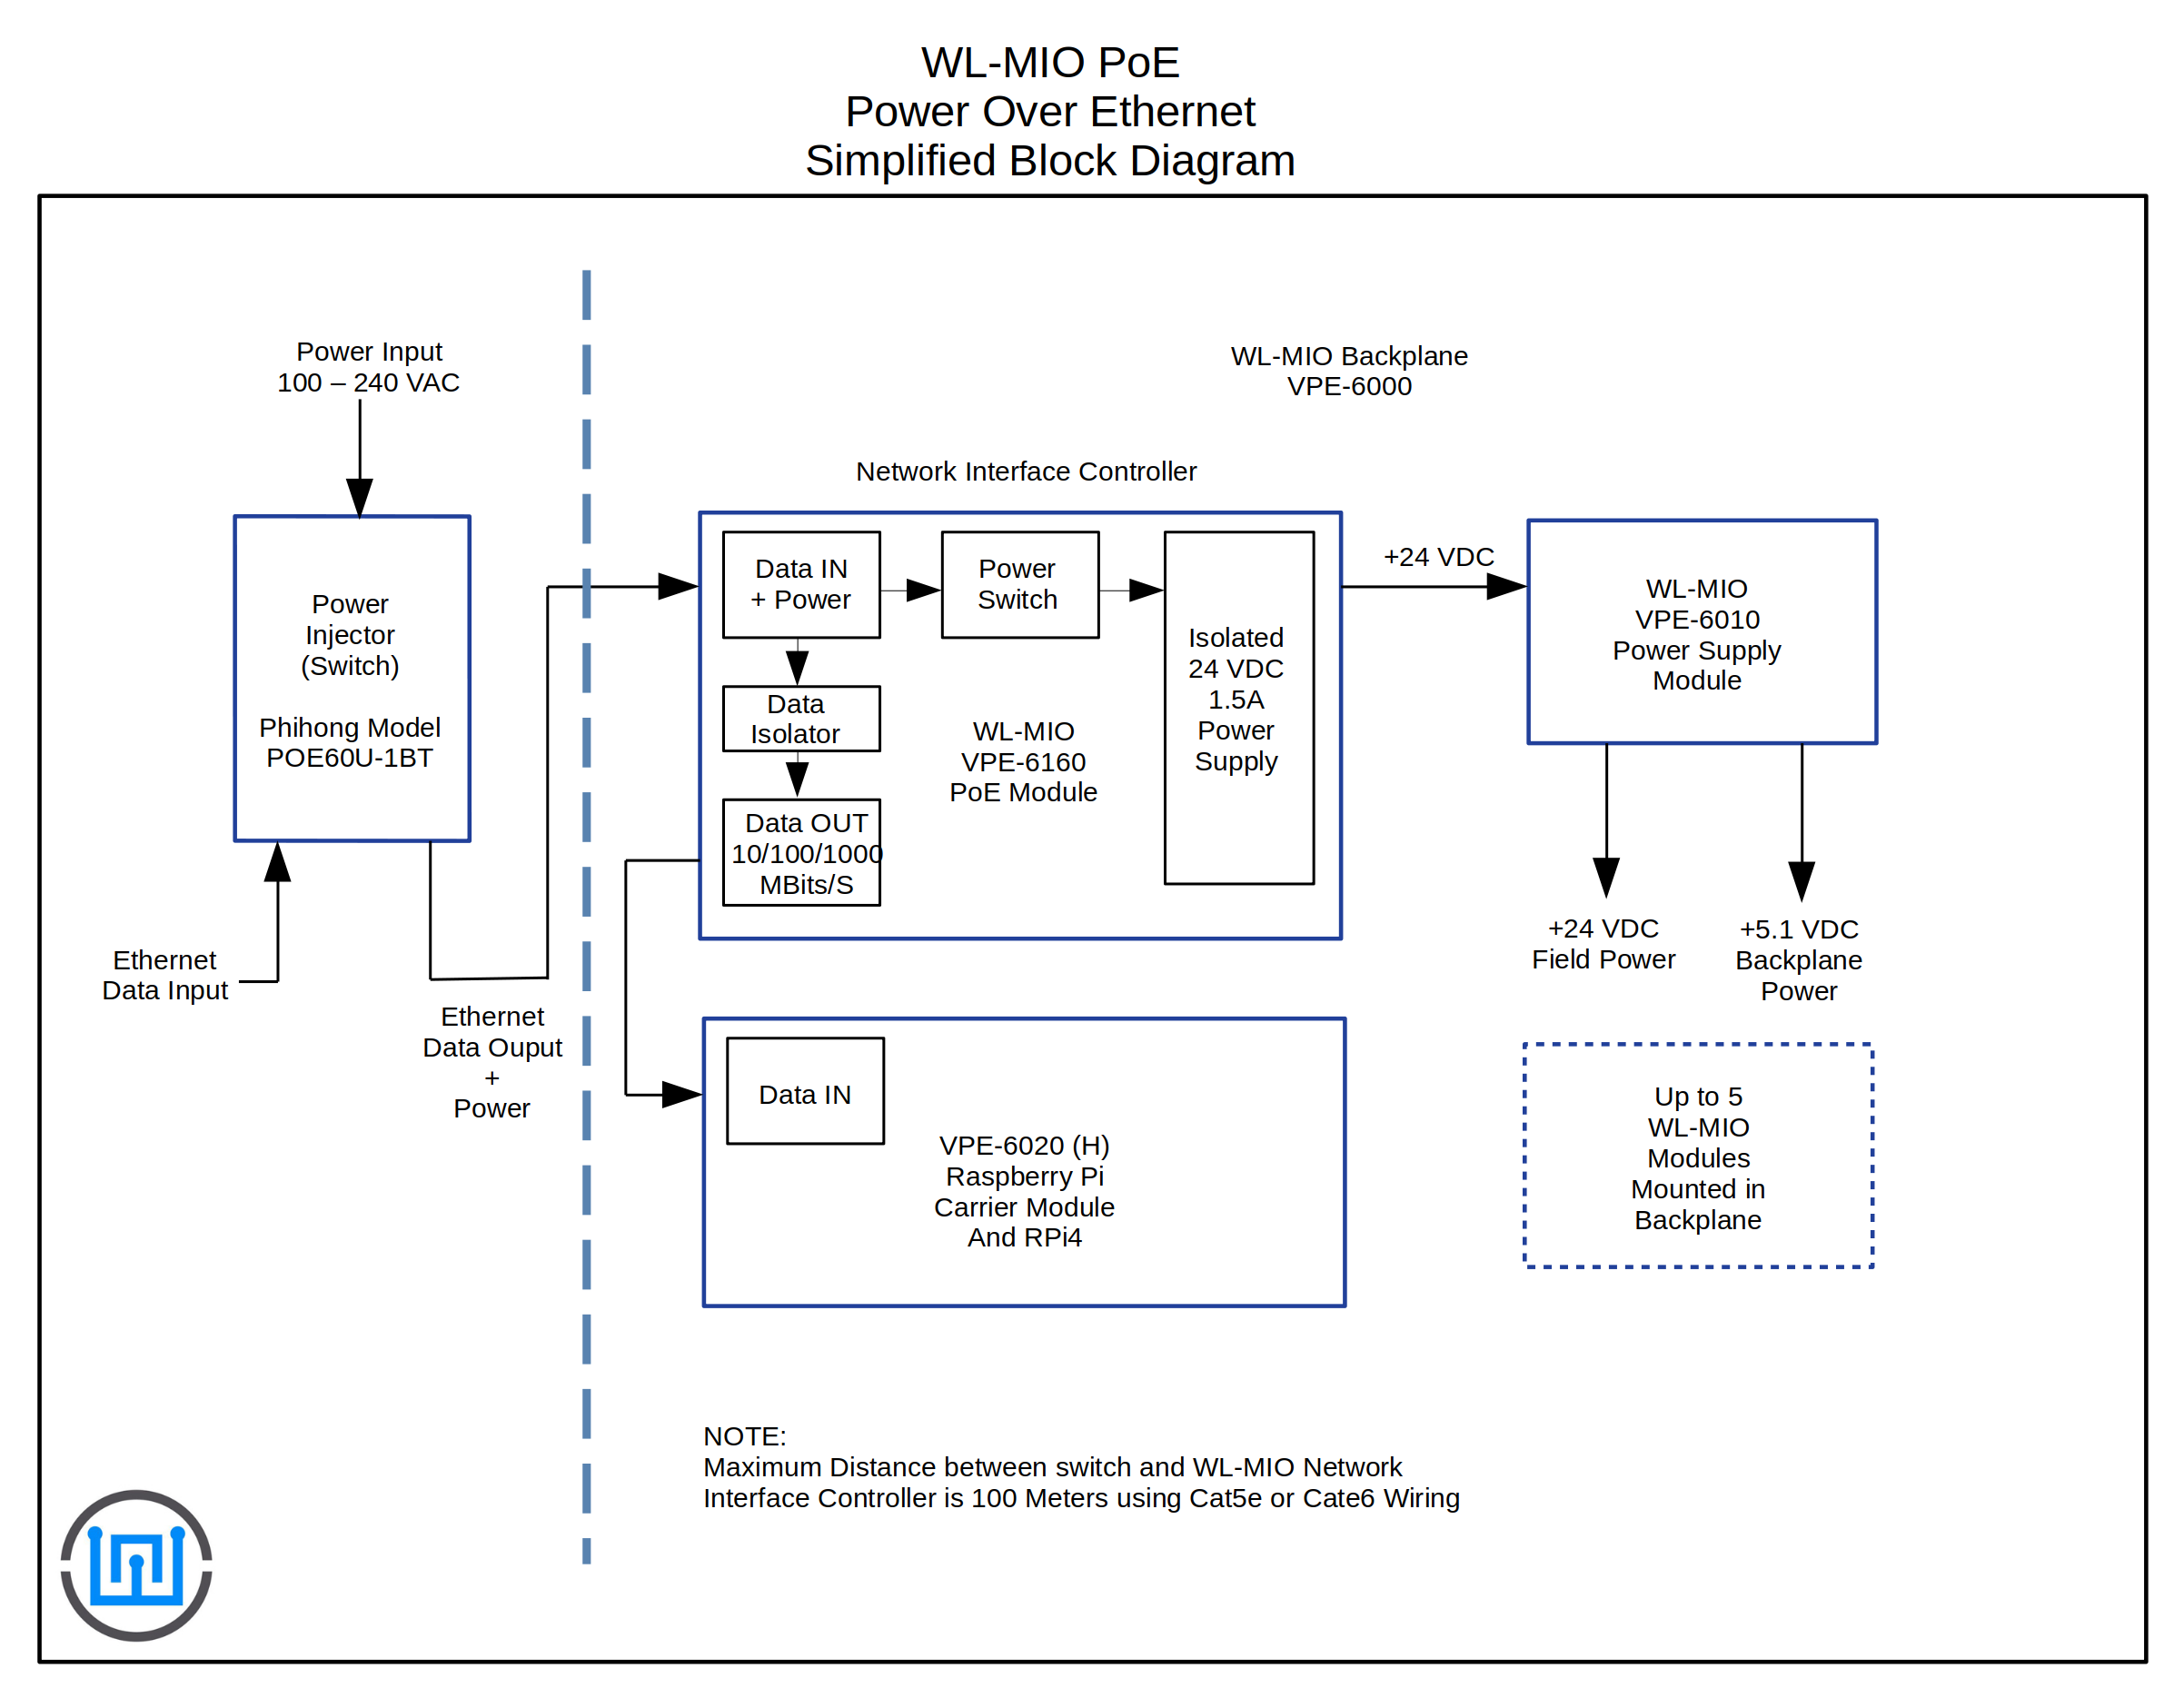 WL-MIO PoE
Power Over Ethernet
Simplified Block Diagram
Power Input
100 – 240 VAC
WL-MIO Backplane
VPE-6000
Network Interface Controller
Power
Injector
(Switch)
Phihong Model
POE60U-1BT
Data IN
+ Power
Power
Switch
Isolated
24 VDC
1.5A
Power
Supply
Data
Isolator
WL-MIO
VPE-6160
PoE Module
Data OUT
10/100/1000
MBits/S
+24 VDC
WL-MIO
VPE-6010
Power Supply
Module
+24 VDC
Field Power
+5.1 VDC
Backplane
Power
Ethernet
Data Input
Ethernet
Data Ouput
+
Power
Data IN
VPE-6020 (H)
Raspberry Pi
Carrier Module
And RPi4
Up to 5
WL-MIO
Modules
Mounted in
Backplane
NOTE:
Maximum Distance between switch and WL-MIO Network
Interface Controller is 100 Meters using Cat5e or Cate6 Wiring